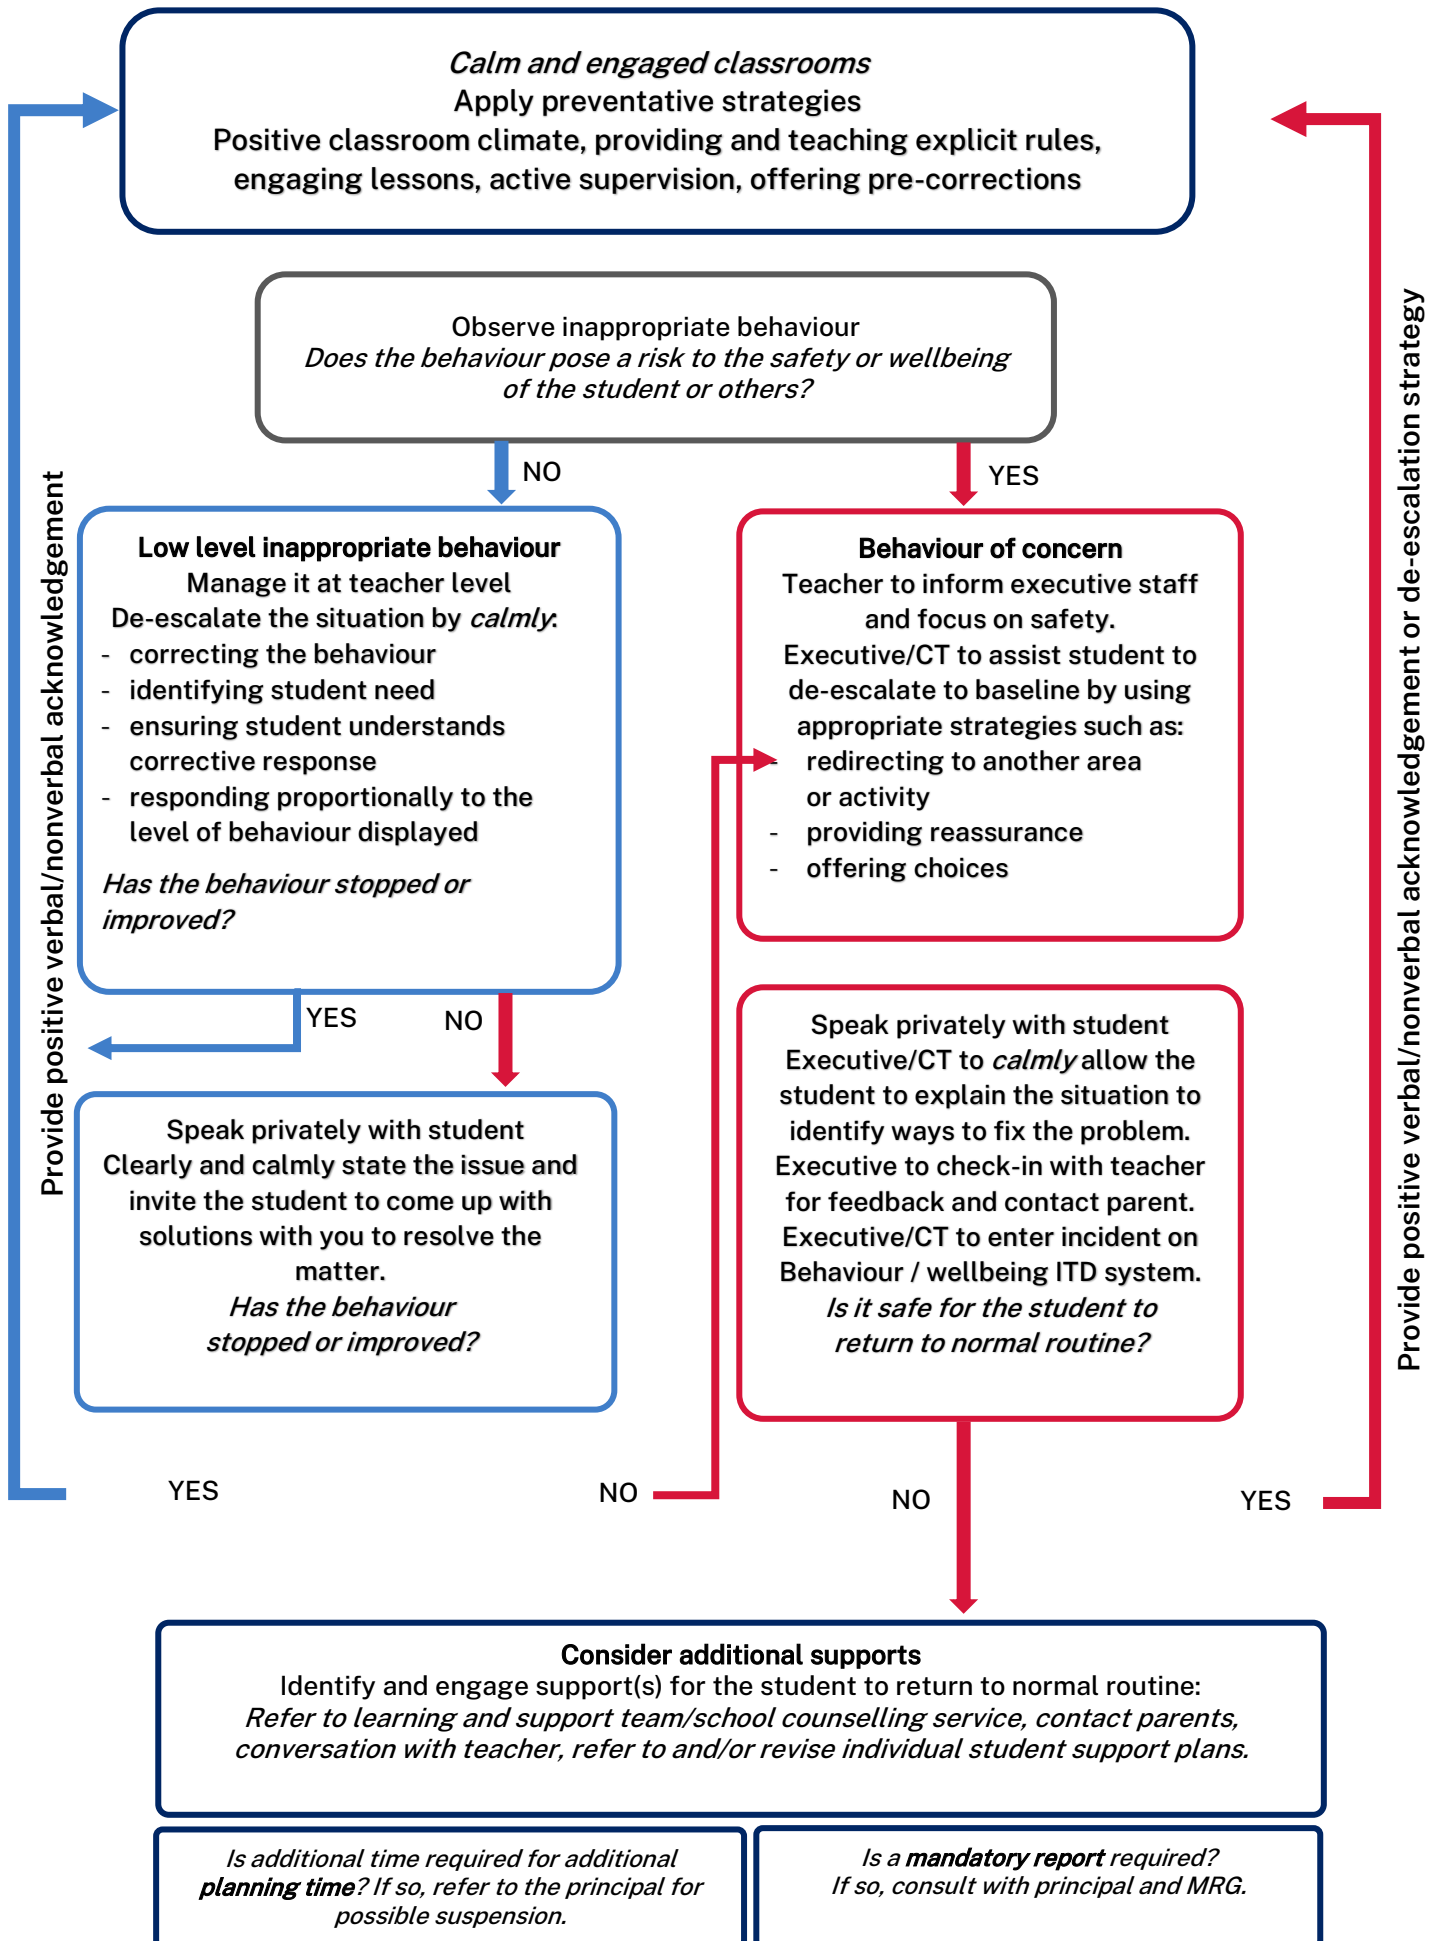 Calm and engaged classrooms
Apply preventative strategies
Positive classroom climate, providing and teaching explicit rules,
engaging lessons, active supervision, offering pre-corrections
Observe inappropriate behaviour
Does the behaviour pose a risk to the safety or wellbeing
of the student or others?
NO
YES
Provide positive verbal/nonverbal acknowledgement
Low level inappropriate behaviour
Manage it at teacher level
De-escalate the situation by calmly:
- correcting the behaviour
- identifying student need
- ensuring student understands
corrective response
- responding proportionally to the
level of behaviour displayed
Has the behaviour stopped or
improved?
Behaviour of concern
Teacher to inform executive staff
and focus on safety.
Executive/CT to assist student to
de-escalate to baseline by using
appropriate strategies such as:
- redirecting to another area
or activity
- providing reassurance
- offering choices
Provide positive verbal/nonverbal acknowledgement or de-escalation strategy
YES
NO
Speak privately with student
Clearly and calmly state the issue and
invite the student to come up with
solutions with you to resolve the
matter.
Has the behaviour
stopped or improved?
Speak privately with student
Executive/CT to calmly allow the
student to explain the situation to
identify ways to fix the problem.
Executive to check-in with teacher
for feedback and contact parent.
Executive/CT to enter incident on
Behaviour / wellbeing ITD system.
Is it safe for the student to
return to normal routine?
YES
NO
NO
YES
Consider additional supports
Identify and engage support(s) for the student to return to normal routine:
Refer to learning and support team/school counselling service, contact parents,
conversation with teacher, refer to and/or revise individual student support plans.
Is additional time required for additional
planning time? If so, refer to the principal for
possible suspension.
Is a mandatory report required?
If so, consult with principal and MRG.